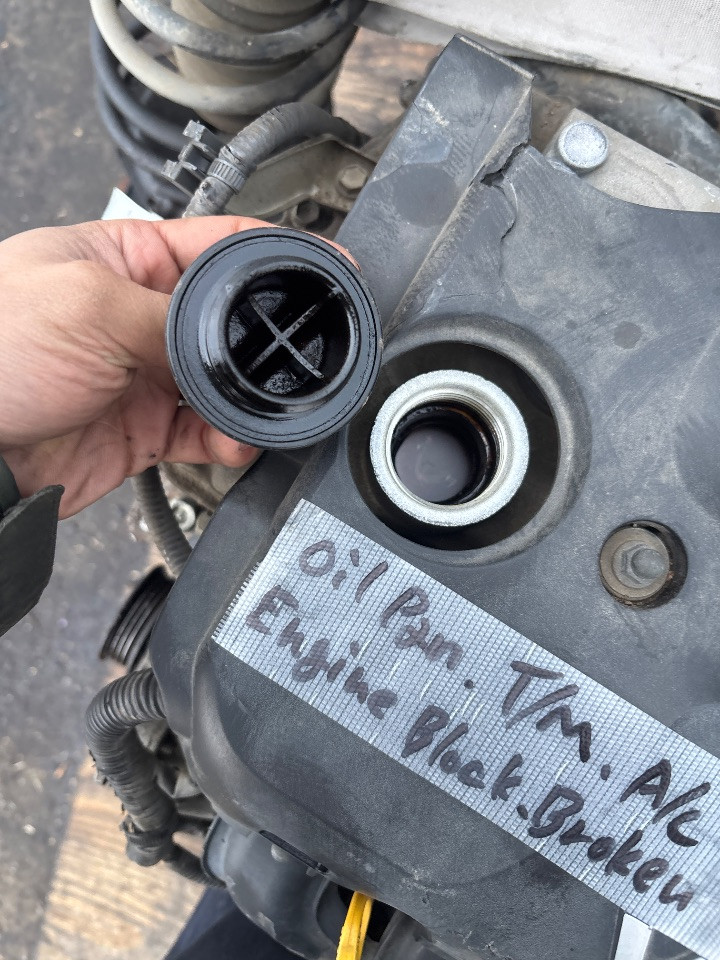 Oil Pan. T/M. A/c
Engine Block. Broken